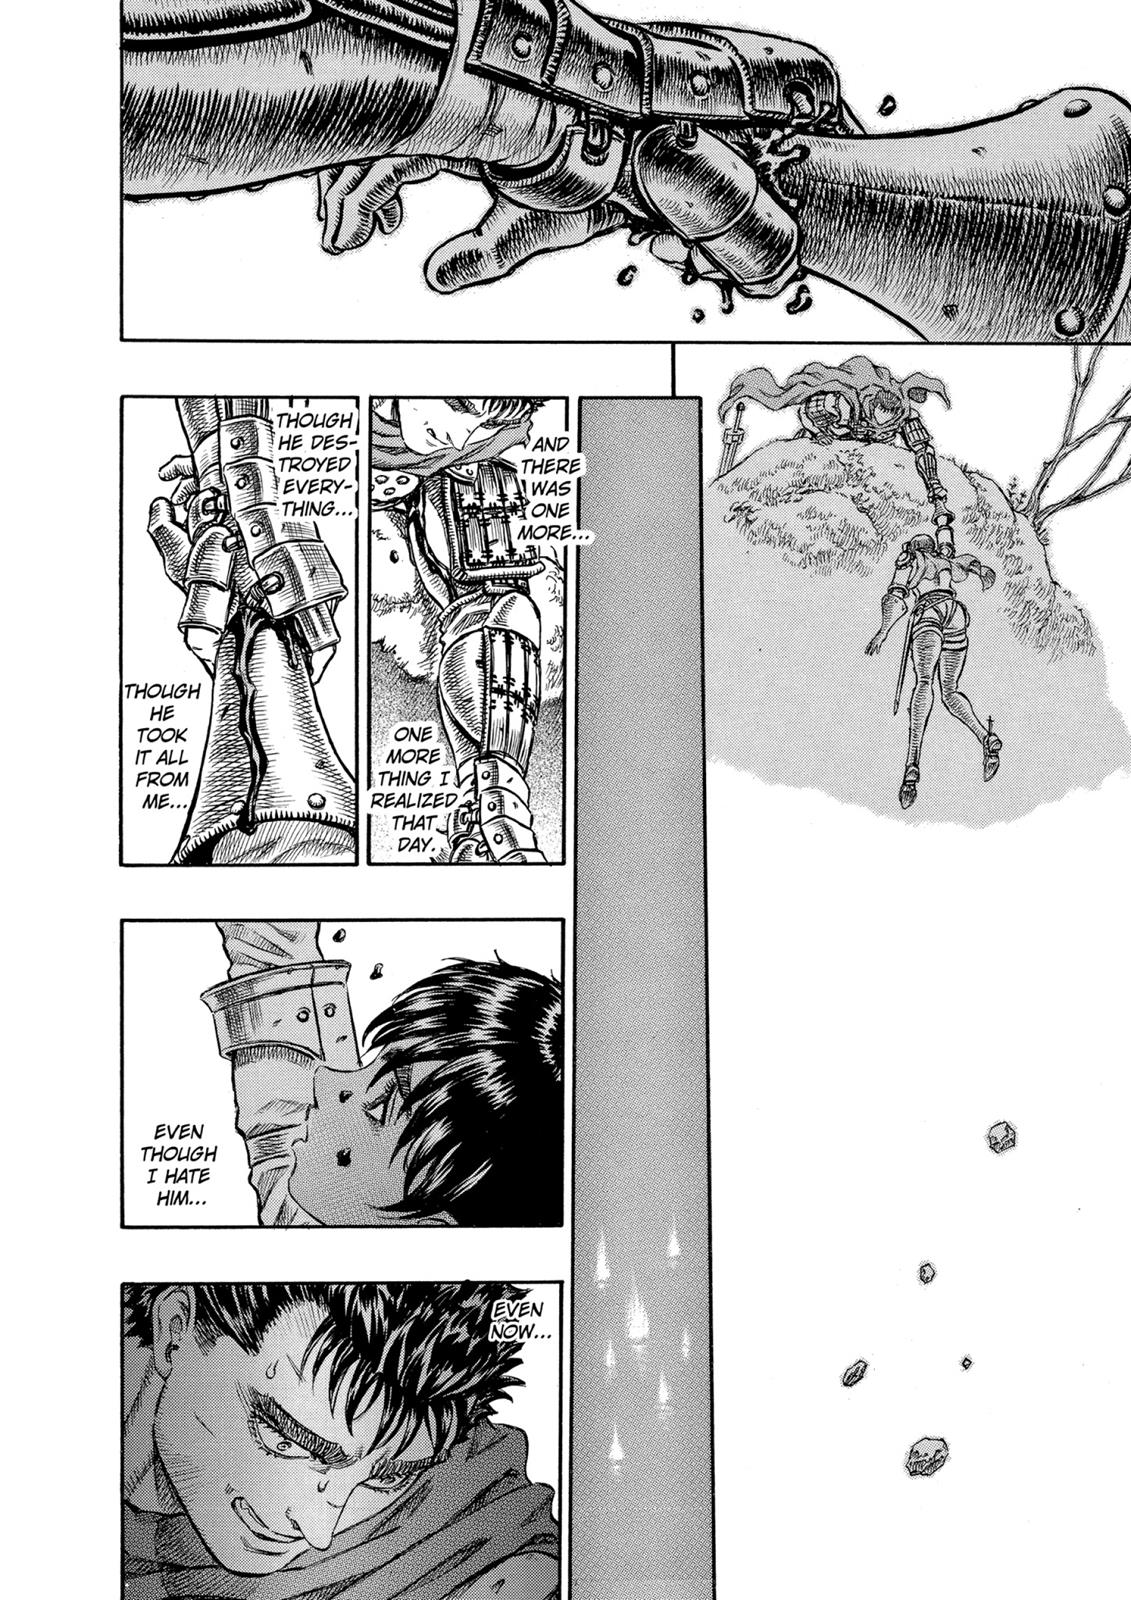 AND
THERE
WAS
ONE
MORE...
ONE
MORE
THING I
REALIZED
THAT
DAY.
THOUGH
HE DES-
TROYED
EVERY-
THING...
THOUGH
HE
TOOK
IT ALL
FROM
ME...
EVEN
THOUGH
I HATE
HIM...
EVEN
NOW...